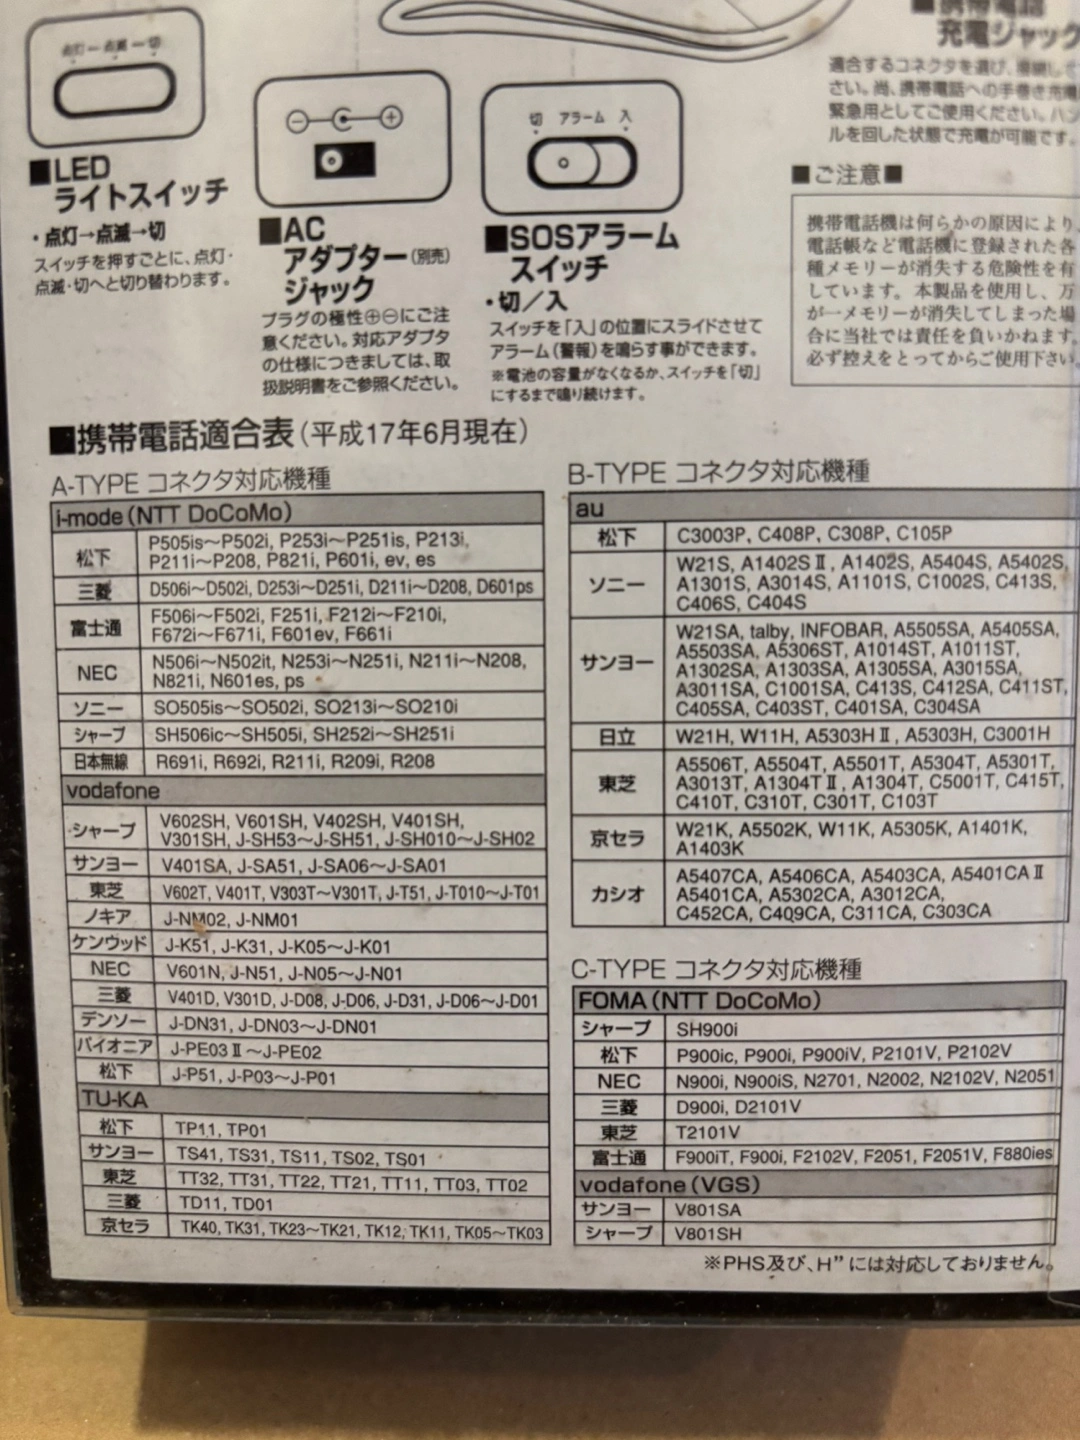 点灯－点滅－切
■LED
ライトスイッチ
・点灯→点滅→切
スイッチを押すごとに、点灯・
点滅・切へと切り替わります。
■AC
アダプター(別売)
ジャック
プラグの極性⊕⊖にご注
意ください。対応アダプタ
の仕様につきましては、取
扱説明書をご参照ください。
切 アラーム 入
■SOSアラーム
スイッチ
・切／入
スイッチを「入」の位置にスライドさせて
アラーム(警報)を鳴らす事ができます。
※電池の容量がなくなるか、スイッチを「切」
にするまで鳴り続けます。
■携帯電話
充電ジャック
適合するコネクタを選び、接続して
さい。尚、携帯電話への手巻き充電
緊急用としてご使用ください。ハン
ルを回した状態で充電が可能です。
■ご注意■
携帯電話機は何らかの原因により、
電話帳など電話機に登録された各
種メモリーが消失する危険性を有
しています。本製品を使用し、万
が一メモリーが消失してしまった場
合に当社では責任を負いかねます。
必ず控えをとってからご使用下さい。
■携帯電話適合表(平成17年6月現在)
A-TYPE コネクタ対応機種
i-mode(NTT DoCoMo)
松下 P505is～P502i, P253i～P251is, P213i,
P211i～P208, P821i, P601i, ev, es
三菱 D506i～D502i, D253i～D251i, D211i～D208, D601ps
富士通 F506i～F502i, F251i, F212i～F210i,
F672i～F671i, F601ev, F661i
NEC N506i～N502it, N253i～N251i, N211i～N208,
N821i, N601es, ps
ソニー SO505is～SO502i, SO213i～SO210i
シャープ SH506ic～SH505i, SH252i～SH251i
日本無線 R691i, R692i, R211i, R209i, R208
vodafone
シャープ V602SH, V601SH, V402SH, V401SH,
V301SH, J-SH53～J-SH51, J-SH010～J-SH02
サンヨー V401SA, J-SA51, J-SA06～J-SA01
東芝 V602T, V401T, V303T～V301T, J-T51, J-T010～J-T01
ノキア J-NM02, J-NM01
ケンウッド J-K51, J-K31, J-K05～J-K01
NEC V601N, J-N51, J-N05～J-N01
三菱 V401D, V301D, J-D08, J-D06, J-D31, J-D06～J-D01
デンソー J-DN31, J-DN03～J-DN01
パイオニア J-PE03Ⅱ～J-PE02
松下 J-P51, J-P03～J-P01
TU-KA
松下 TP11, TP01
サンヨー TS41, TS31, TS11, TS02, TS01
東芝 TT32, TT31, TT22, TT21, TT11, TT03, TT02
三菱 TD11, TD01
京セラ TK40, TK31, TK23～TK21, TK12, TK11, TK05～TK03
B-TYPE コネクタ対応機種
au
松下 C3003P, C408P, C308P, C105P
ソニー W21S, A1402SⅡ, A1402S, A5404S, A5402S,
A1301S, A3014S, A1101S, C1002S, C413S,
C406S, C404S
サンヨー W21SA, talby, INFOBAR, A5505SA, A5405SA,
A5503SA, A5306ST, A1014ST, A1011ST,
A1302SA, A1303SA, A1305SA, A3015SA,
A3011SA, C1001SA, C413S, C412SA, C411ST,
C405SA, C403ST, C401SA, C304SA
日立 W21H, W11H, A5303HⅡ, A5303H, C3001H
東芝 A5506T, A5504T, A5501T, A5304T, A5301T,
A3013T, A1304TⅡ, A1304T, C5001T, C415T,
C410T, C310T, C301T, C103T
京セラ W21K, A5502K, W11K, A5305K, A1401K,
A1403K
カシオ A5407CA, A5406CA, A5403CA, A5401CAⅡ
A5401CA, A5302CA, A3012CA,
C452CA, C409CA, C311CA, C303CA
C-TYPE コネクタ対応機種
FOMA(NTT DoCoMo)
シャープ SH900i
松下 P900ic, P900i, P900iV, P2101V, P2102V
NEC N900i, N900iS, N2701, N2002, N2102V, N2051
三菱 D900i, D2101V
東芝 T2101V
富士通 F900iT, F900i, F2102V, F2051, F2051V, F880ies
vodafone(VGS)
サンヨー V801SA
シャープ V801SH
※PHS及び、H”には対応しておりません。